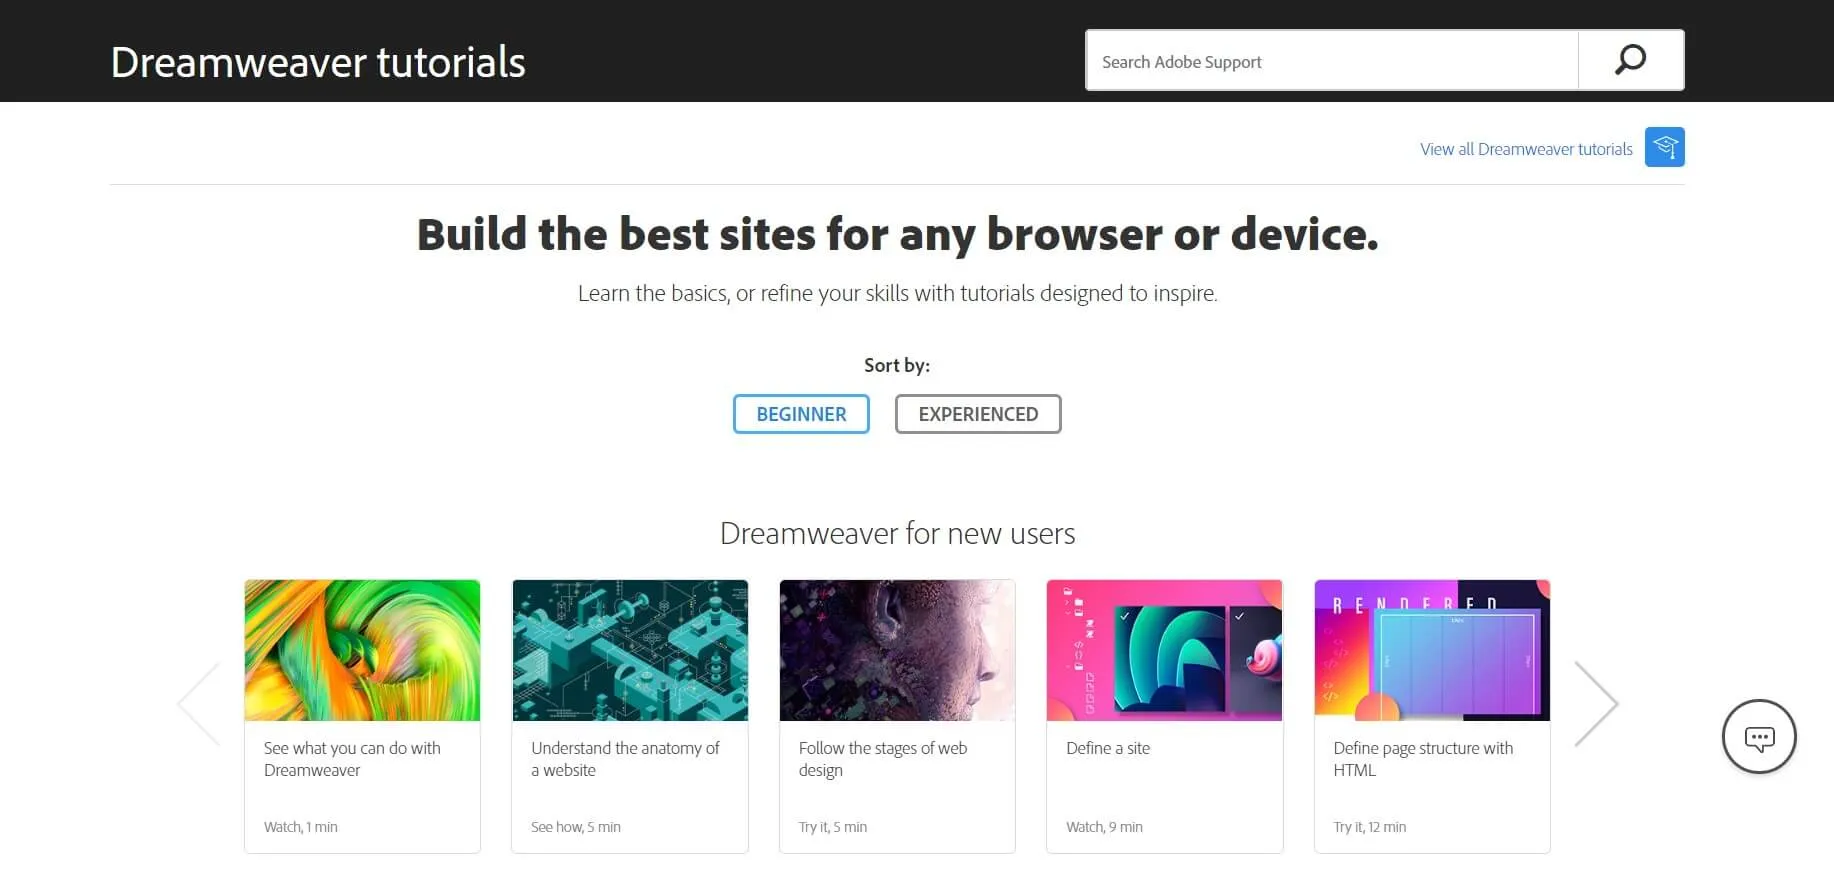 Dreamweaver tutorials
Search Adobe Support
View all Dreamweaver tutorials
Build the best sites for any browser or device.
Learn the basics, or refine your skills with tutorials designed to inspire.
Sort by:
BEGINNER
EXPERIENCED
Dreamweaver for new users
RENDERED
See what you can do with
Dreamweaver
Watch, 1 min
Understand the anatomy of
a website
See how, 5 min
Follow the stages of web
design
Try it, 5 min
Define a site
Watch, 9 min
Define page structure with
HTML
Try it, 12 min